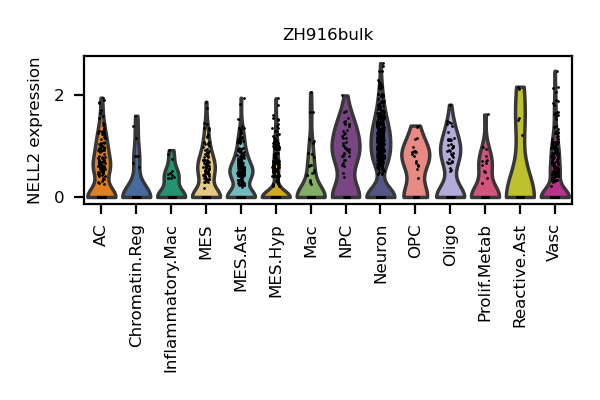 ZH916bulk
NELL2 expression
2
0
AC
Chromatin.Reg
Inflammatory.Mac
MES
MES.Ast
MES.Hyp
Mac
NPC
Neuron
OPC
Oligo
Prolif.Metab
Reactive.Ast
Vasc